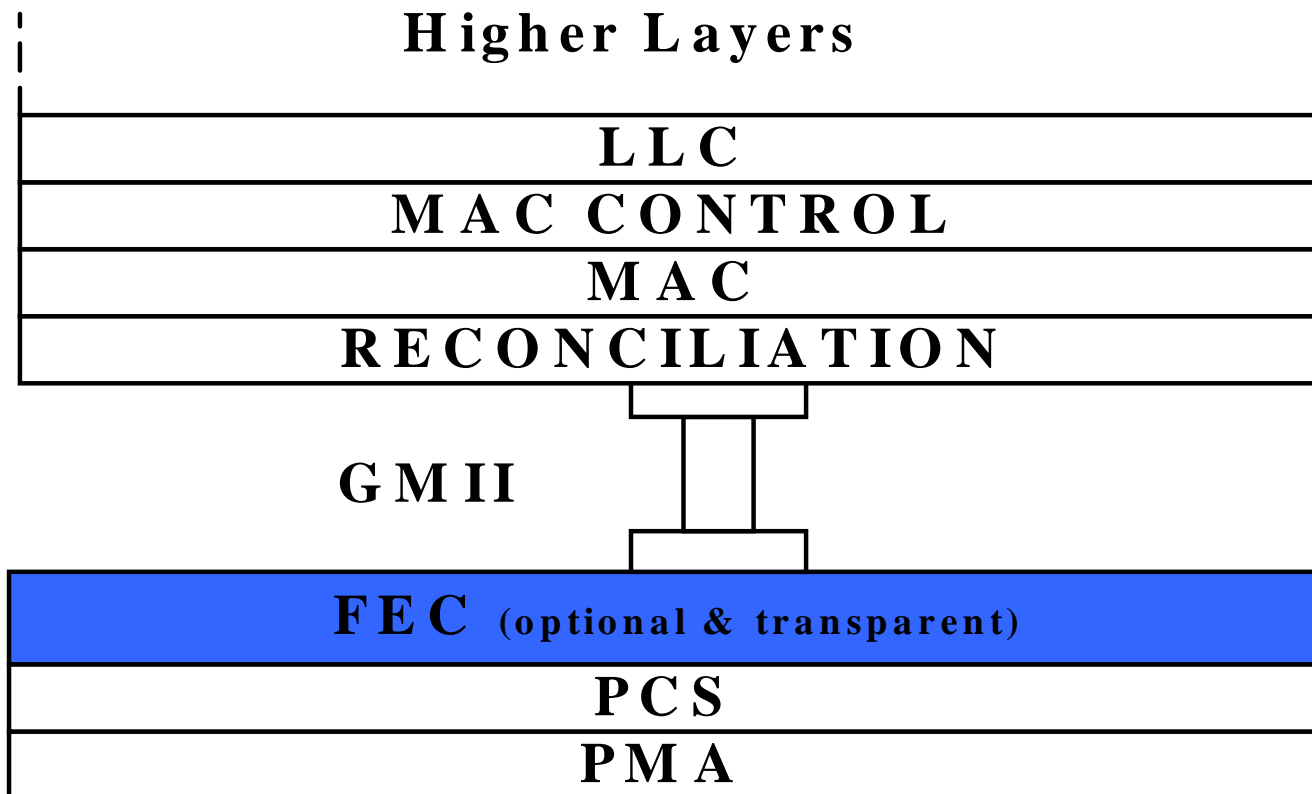 Higher Layers
LLC
MAC CONTROL
MAC
RECONCILIATION
GMII
FEC (optional & transparent)
PCS
PMA